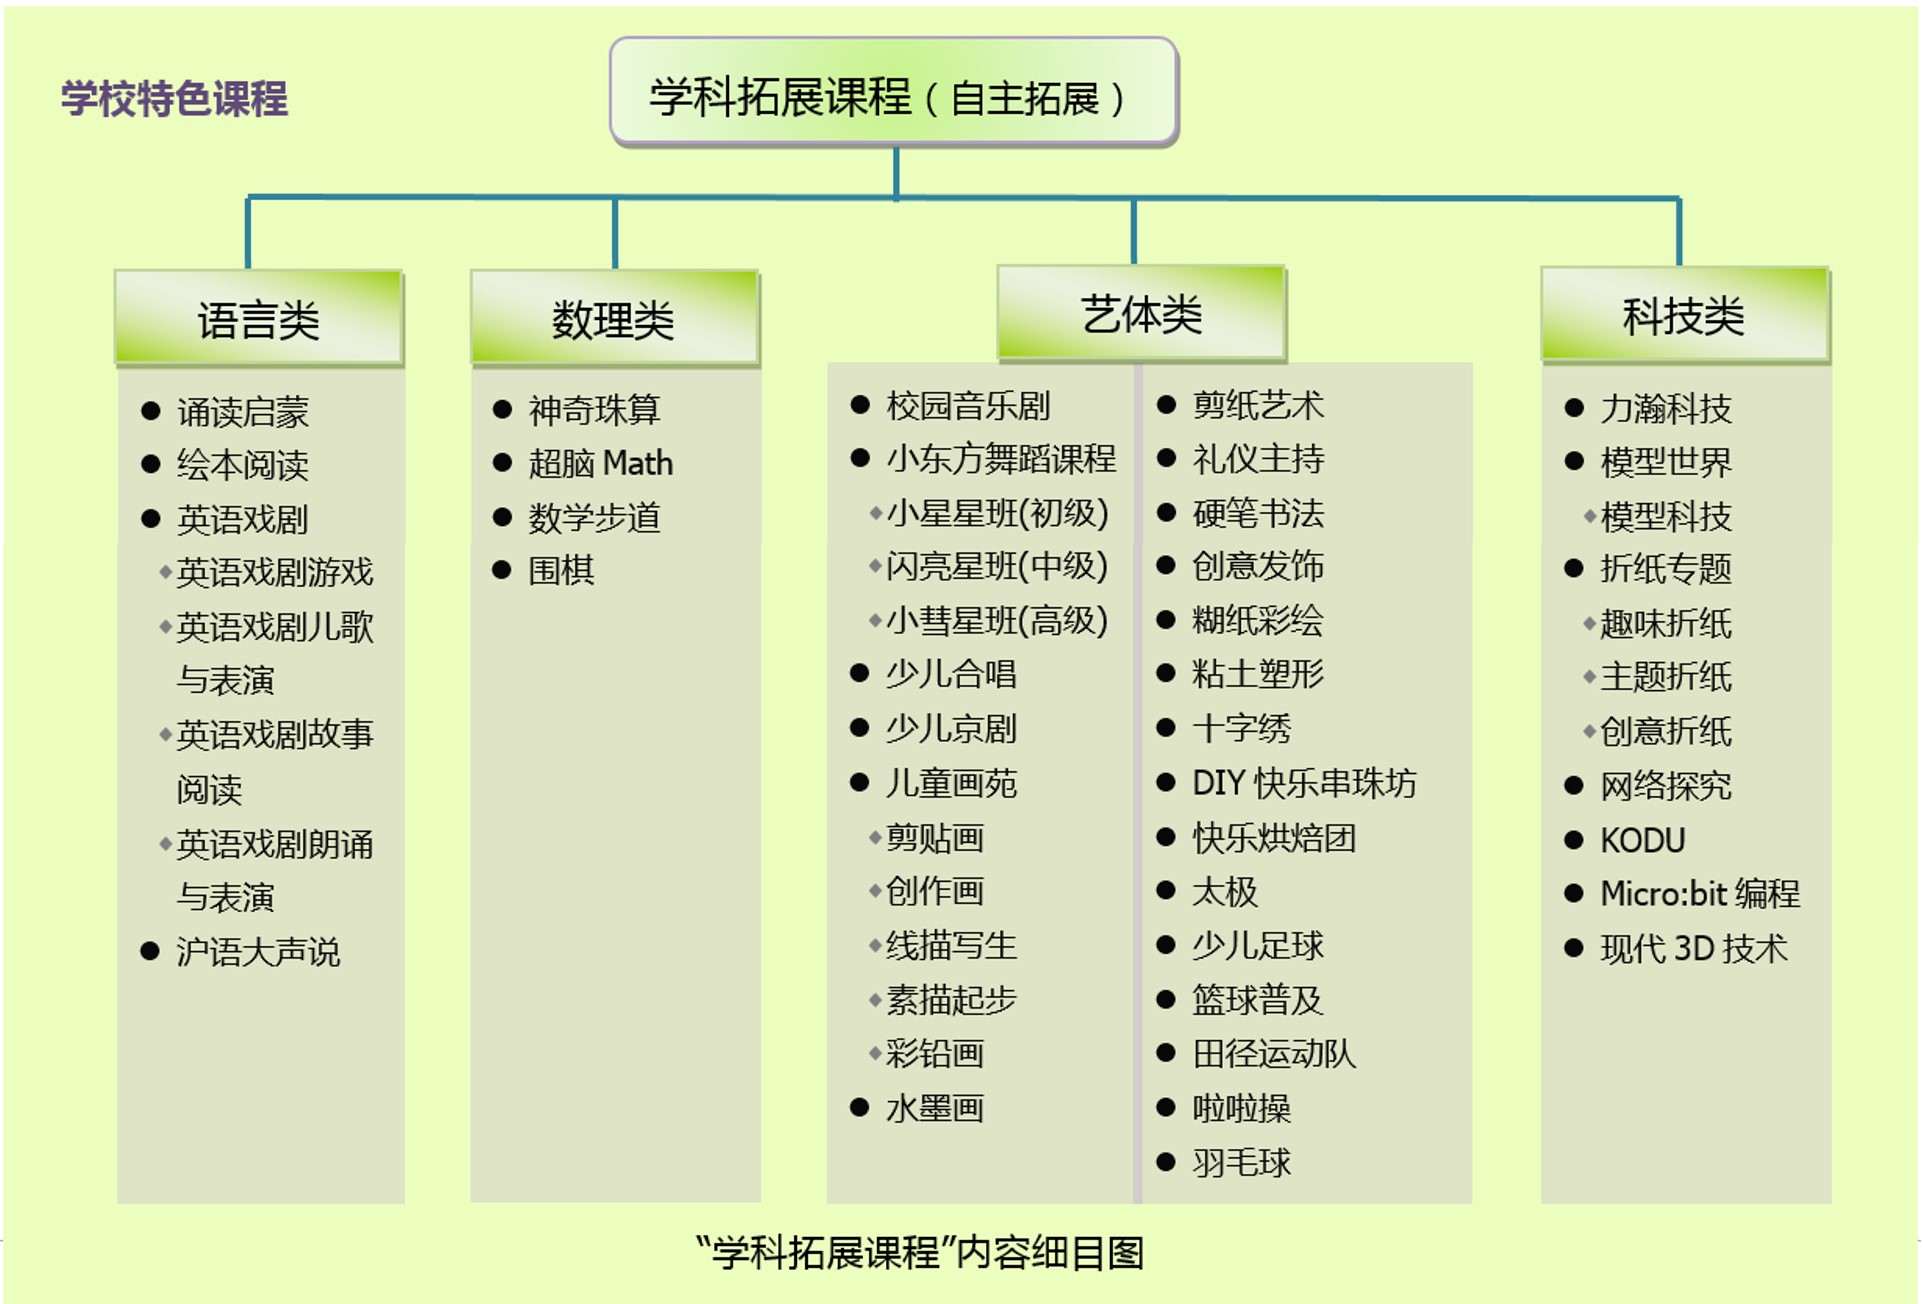 学校特色课程
学科拓展课程（自主拓展）
语言类
● 诵读启蒙
● 绘本阅读
● 英语戏剧
◆英语戏剧游戏
◆英语戏剧儿歌
与表演
◆英语戏剧故事
阅读
◆英语戏剧朗诵
与表演
● 沪语大声说
数理类
● 神奇珠算
● 超脑 Math
● 数学步道
● 围棋
艺体类
● 校园音乐剧
● 小东方舞蹈课程
◆小星星班(初级)
◆闪亮星班(中级)
◆小彗星班(高级)
● 少儿合唱
● 少儿京剧
● 儿童画苑
◆剪贴画
◆创作画
◆线描写生
◆素描起步
◆彩铅画
● 水墨画
● 剪纸艺术
● 礼仪主持
● 硬笔书法
● 创意发饰
● 糊纸彩绘
● 粘土塑形
● 十字绣
● DIY 快乐串珠坊
● 快乐烘焙团
● 太极
● 少儿足球
● 篮球普及
● 田径运动队
● 啦啦操
● 羽毛球
科技类
● 力瀚科技
● 模型世界
◆模型科技
● 折纸专题
◆趣味折纸
◆主题折纸
◆创意折纸
● 网络探究
● KODU
● Micro:bit 编程
● 现代 3D 技术
“学科拓展课程”内容细目图